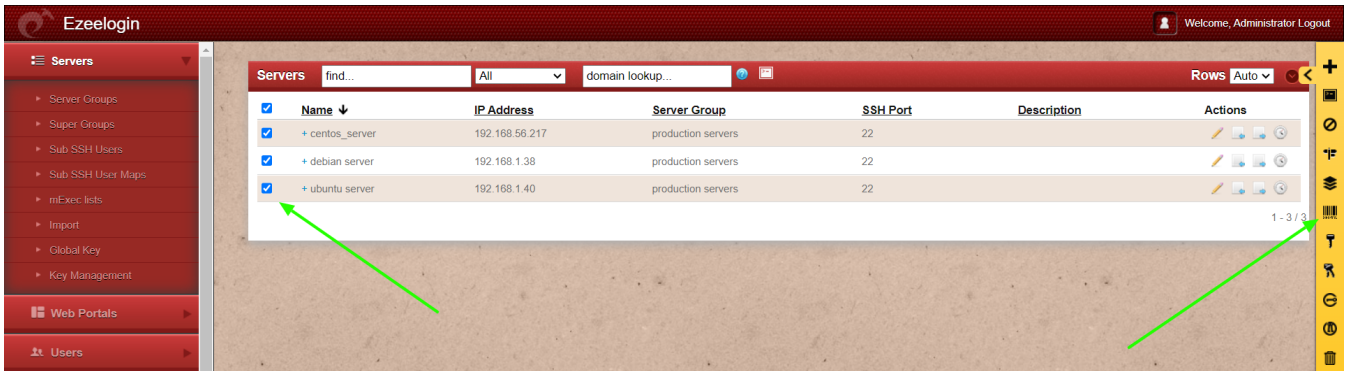 Ezeelogin
Welcome, Administrator Logout
Servers
Server Groups
Super Groups
Sub SSH Users
Sub SSH User Maps
mExec lists
Import
Global Key
Key Management
Web Portals
Users
Servers find... All domain lookup... Rows Auto
Name IP Address Server Group SSH Port Description Actions
+ centos_server 192.168.56.217 production servers 22
+ debian server 192.168.1.38 production servers 22
+ ubuntu server 192.168.1.40 production servers 22
1 - 3 / 3